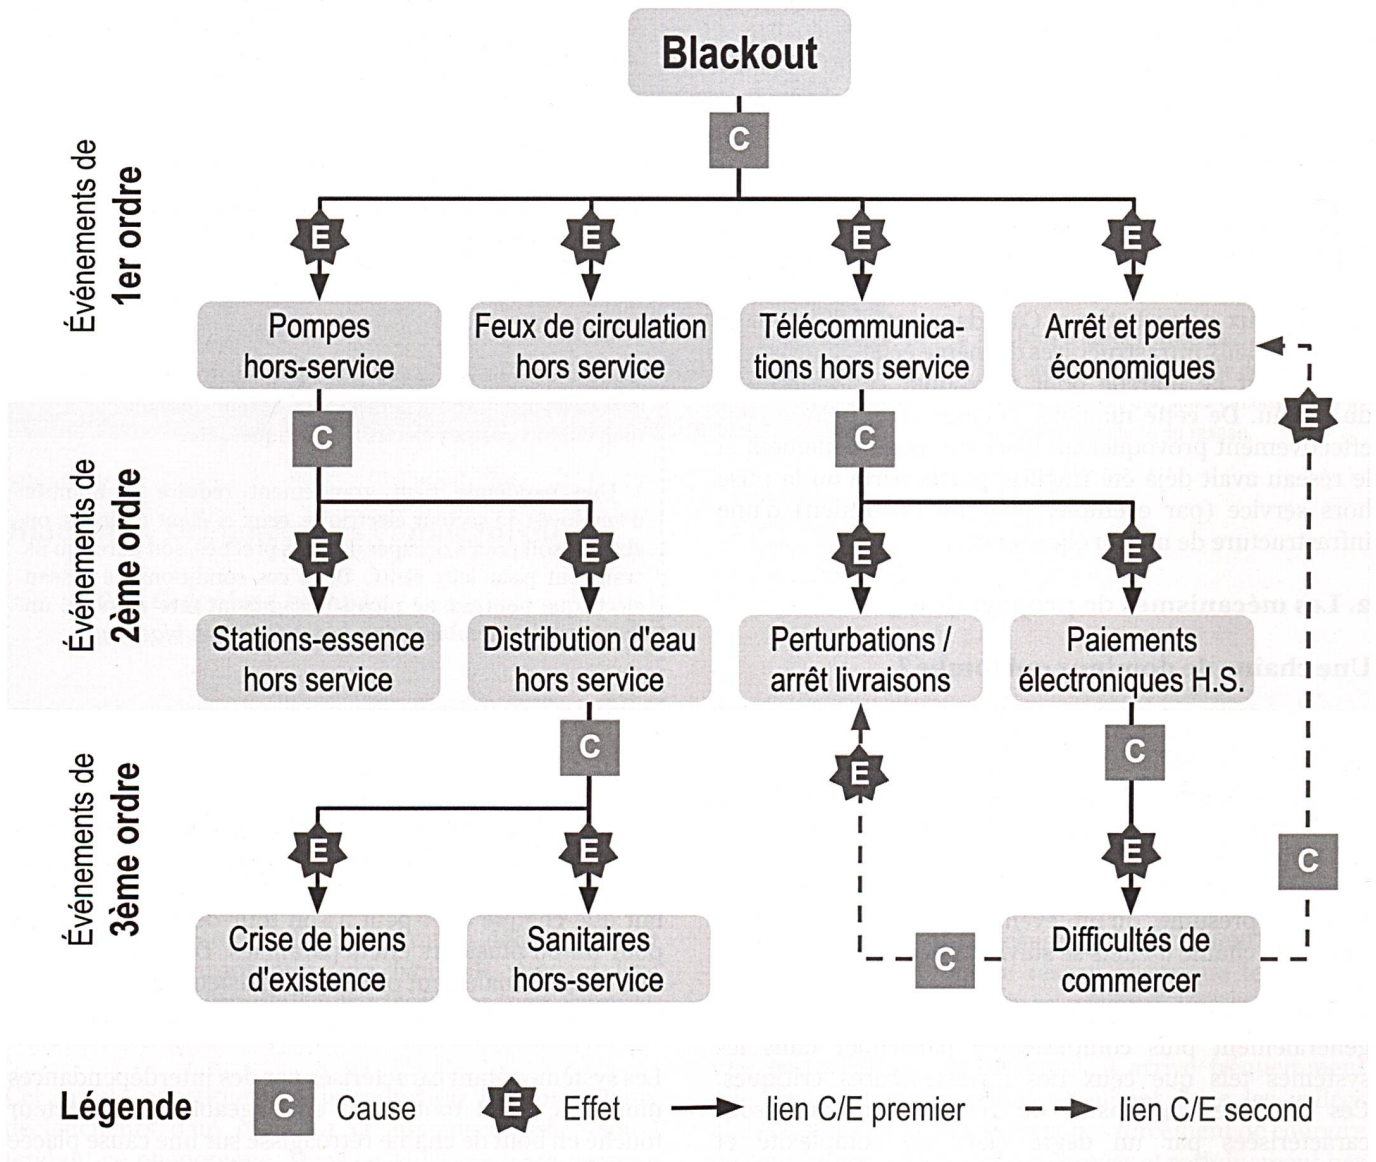 Blackout
C
Événements de
1er ordre
E
E
E
E
Pompes
hors-service
Feux de circulation
hors service
Télécommunica-
tions hors service
Arrêt et pertes
économiques
E
C
C
Événements de
2ème ordre
E
E
E
E
Stations-essence
hors service
Distribution d'eau
hors service
Perturbations /
arrêt livraisons
Paiements
électroniques H.S.
C
E
C
Événements de
3ème ordre
E
E
E
C
Crise de biens
d'existence
Sanitaires
hors-service
C
Difficultés de
commercer
Légende
C
Cause
E
Effet
lien C/E premier
lien C/E second